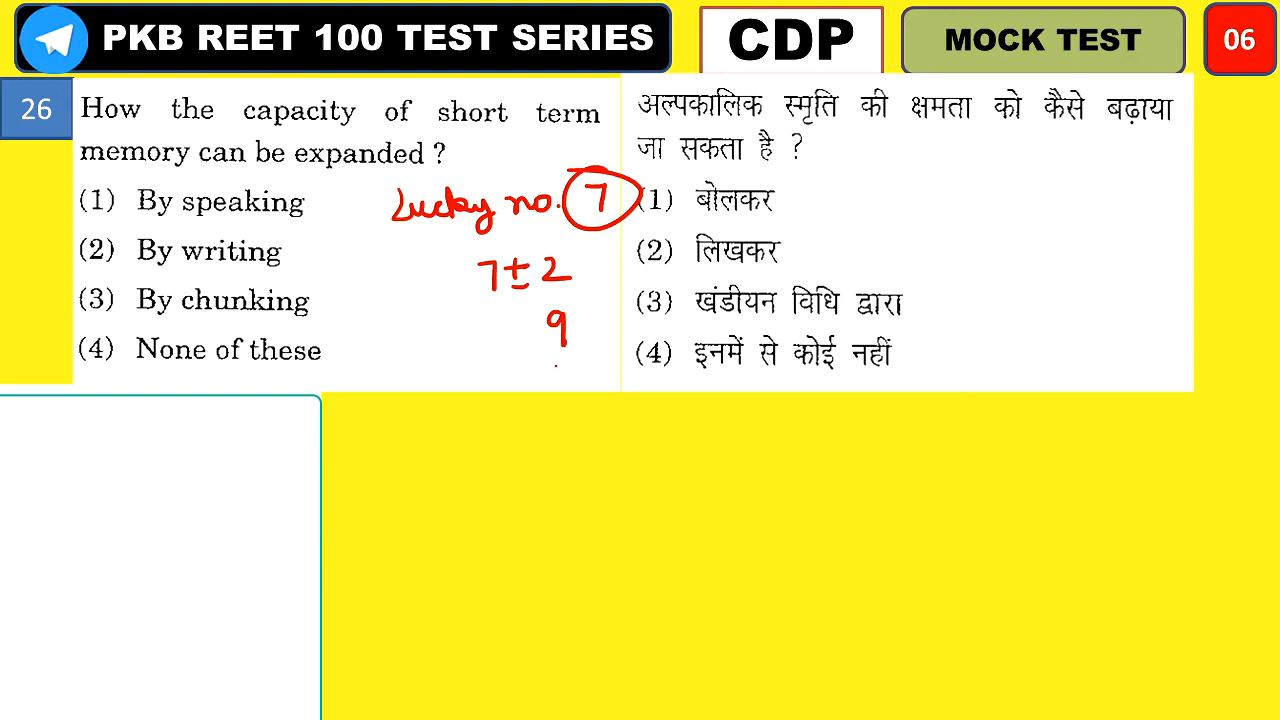 PKB REET 100 TEST SERIES
CDP
MOCK TEST
06
26
How the capacity of short term
memory can be expanded ?
(1) By speaking
(2) By writing
(3) By chunking
(4) None of these
Lucky no. 7
7 ± 2
9
अल्पकालिक स्मृति की क्षमता को कैसे बढ़ाया
जा सकता है ?
(1) बोलकर
(2) लिखकर
(3) खंडीयन विधि द्वारा
(4) इनमें से कोई नहीं